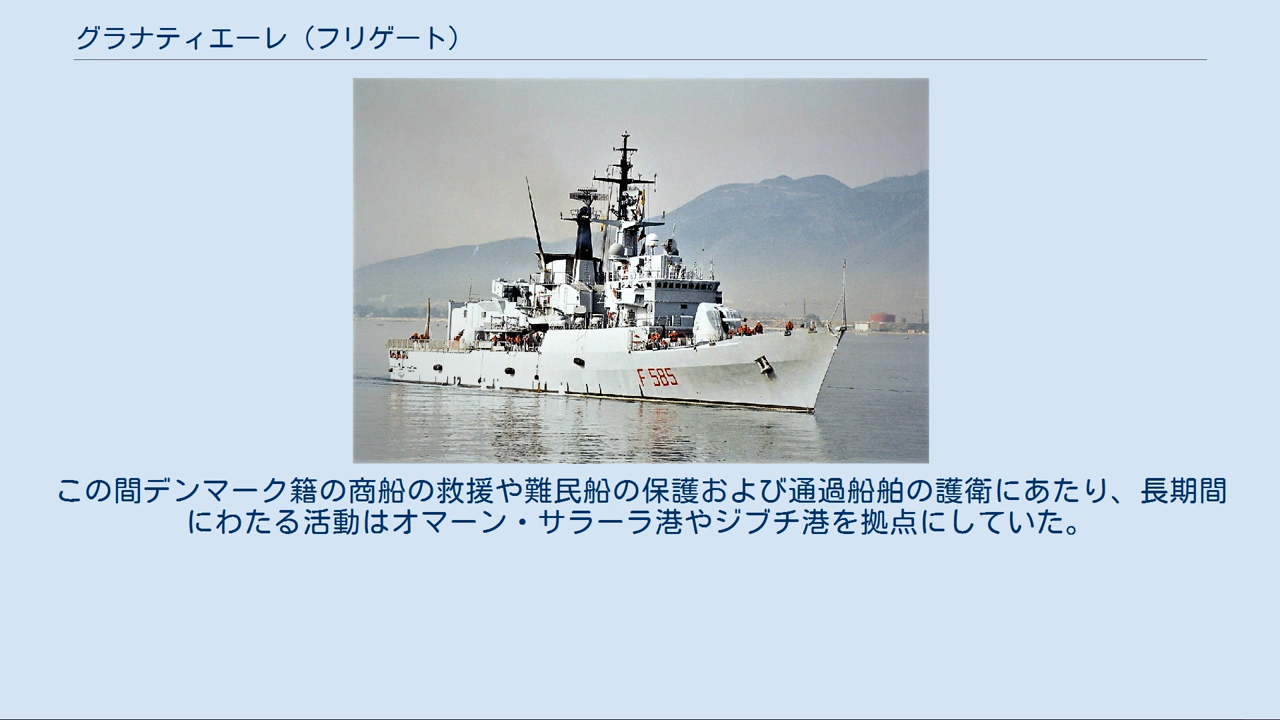 グラナティエーレ（フリゲート）
F 585
この間デンマーク籍の商船の救援や難民船の保護および通過船舶の護衛にあたり、長期間
にわたる活動はオマーン・サラーラ港やジブチ港を拠点にしていた。